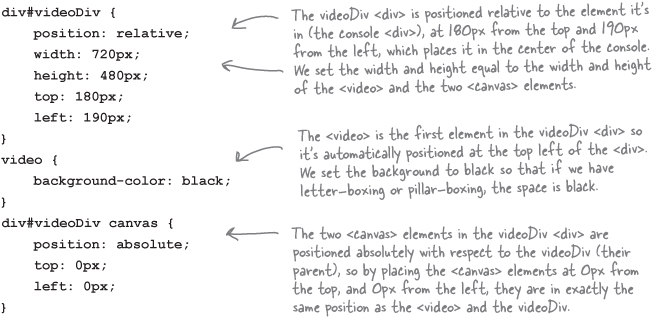 div#videoDiv {
position: relative;
width: 720px;
height: 480px;
top: 180px;
left: 190px;
}
The videoDiv <div> is positioned relative to the element it's
in (the console <div>), at 180px from the top and 190px
from the left, which places it in the center of the console.
We set the width and height equal to the width and height
of the <video> and the two <canvas> elements.
video {
background-color: black;
}
The <video> is the first element in the videoDiv <div> so
it's automatically positioned at the top left of the <div>.
We set the background to black so that if we have
letter-boxing or pillar-boxing, the space is black.
div#videoDiv canvas {
position: absolute;
top: 0px;
left: 0px;
}
The two <canvas> elements in the videoDiv <div> are
positioned absolutely with respect to the videoDiv (their
parent), so by placing the <canvas> elements at 0px from
the top, and 0px from the left, they are in exactly the
same position as the <video> and the videoDiv.